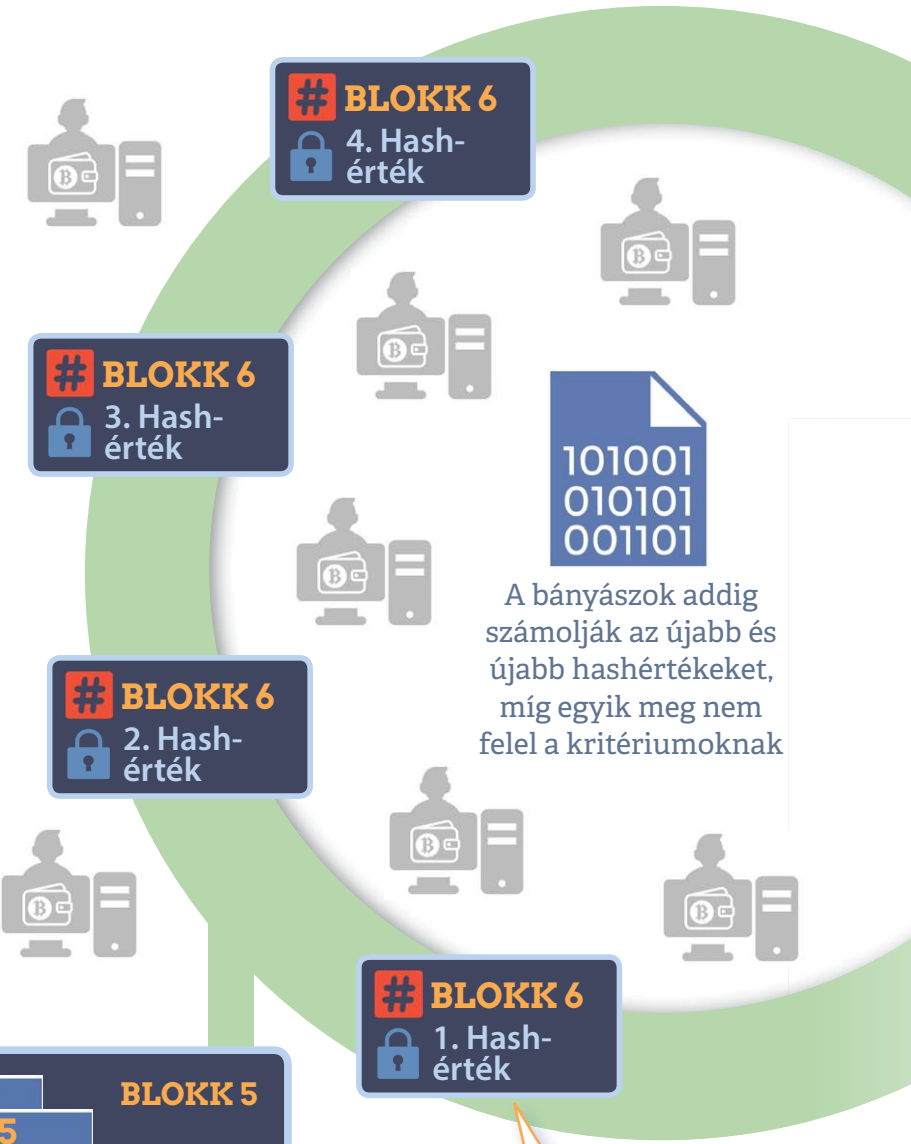 # BLOKK 6
4. Hash-
érték
# BLOKK 6
3. Hash-
érték
101001
010101
001101
A bányászok addig
számolják az újabb és
újabb hashértékeket,
míg egyik meg nem
felel a kritériumoknak
# BLOKK 6
2. Hash-
érték
# BLOKK 6
1. Hash-
érték
BLOKK 5
5